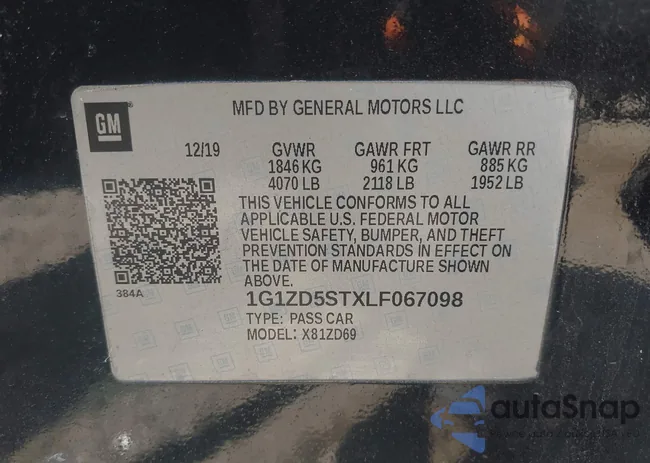 GM
MFD BY GENERAL MOTORS LLC
12/19 GVWR GAWR FRT GAWR RR
1846 KG 961 KG 885 KG
4070 LB 2118 LB 1952 LB
THIS VEHICLE CONFORMS TO ALL
APPLICABLE U.S. FEDERAL MOTOR
VEHICLE SAFETY, BUMPER, AND THEFT
PREVENTION STANDARDS IN EFFECT ON
THE DATE OF MANUFACTURE SHOWN
ABOVE.
384A
1G1ZD5STXLF067098
TYPE: PASS CAR
MODEL: X81ZD69
autoSnap